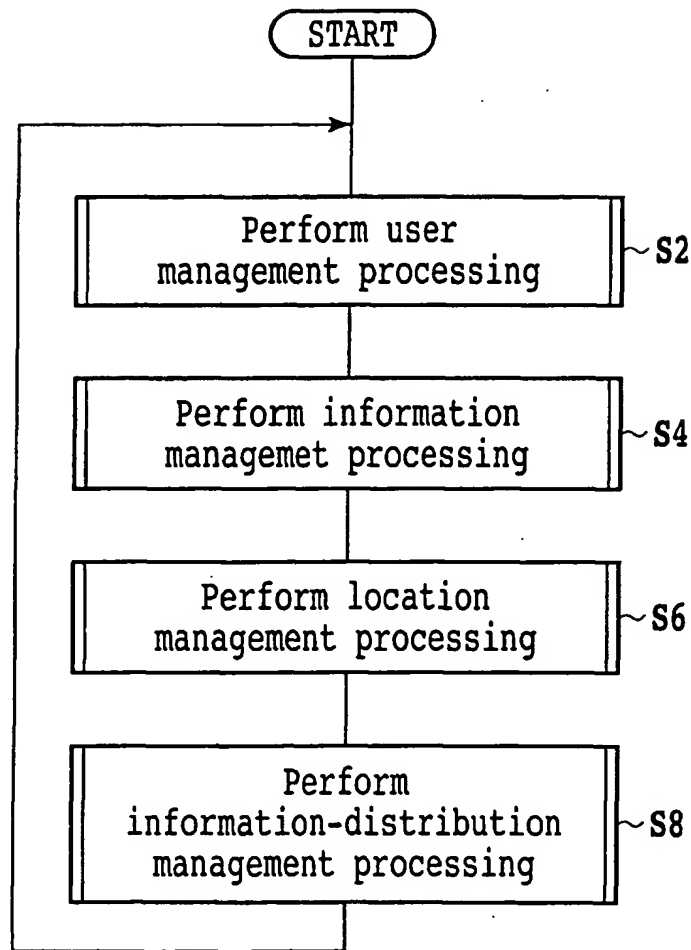 START
Perform user
management processing
S2
Perform information
managemet processing
S4
Perform location
management processing
S6
Perform
information-distribution
management processing
S8